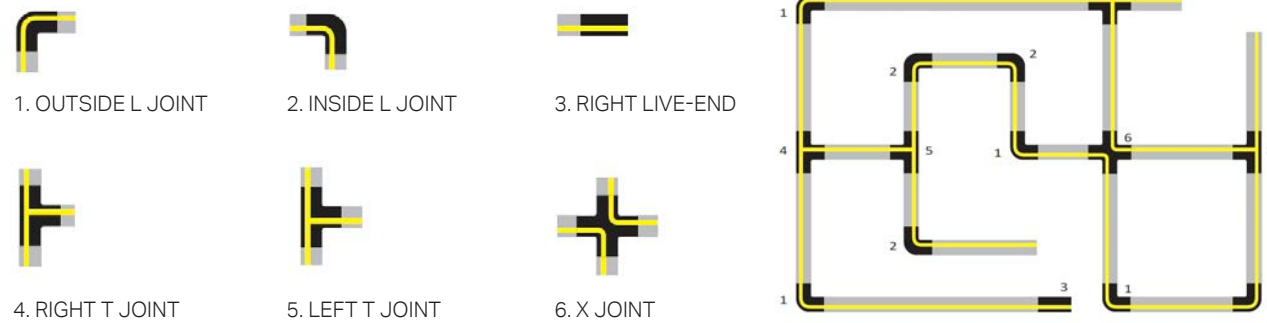 1. OUTSIDE L JOINT
2. INSIDE L JOINT
3. RIGHT LIVE-END
4. RIGHT T JOINT
5. LEFT T JOINT
6. X JOINT
1
2
2
4
5
1
6
2
1
3
1